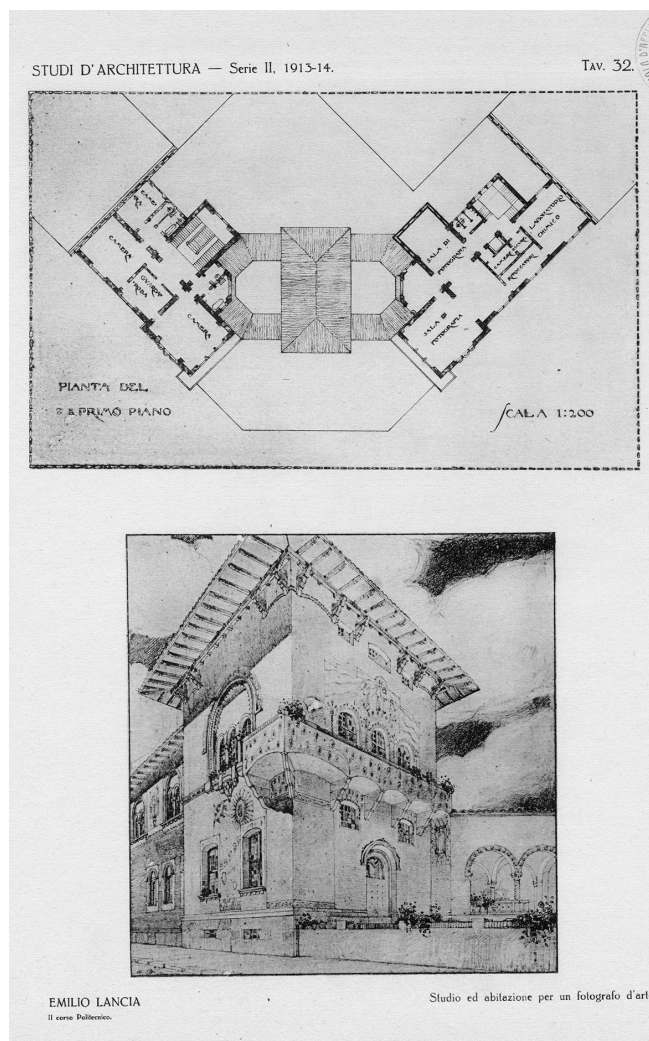 STUDI D'ARCHITETTURA — Serie II, 1913-14.
TAV. 32.
BAGNO
CAMERA
GUARDAROBA
CAMERA
SALA DI
FOTOGRAFIA
LABORATORIO
CHIMICO
CAMERA
SALA DI
FOTOGRAFIA
PIANTA DEL
PRIMO PIANO
SCALA 1:200
EMILIO LANCIA
II corso Politecnico.
Studio ed abitazione per un fotografo d'art